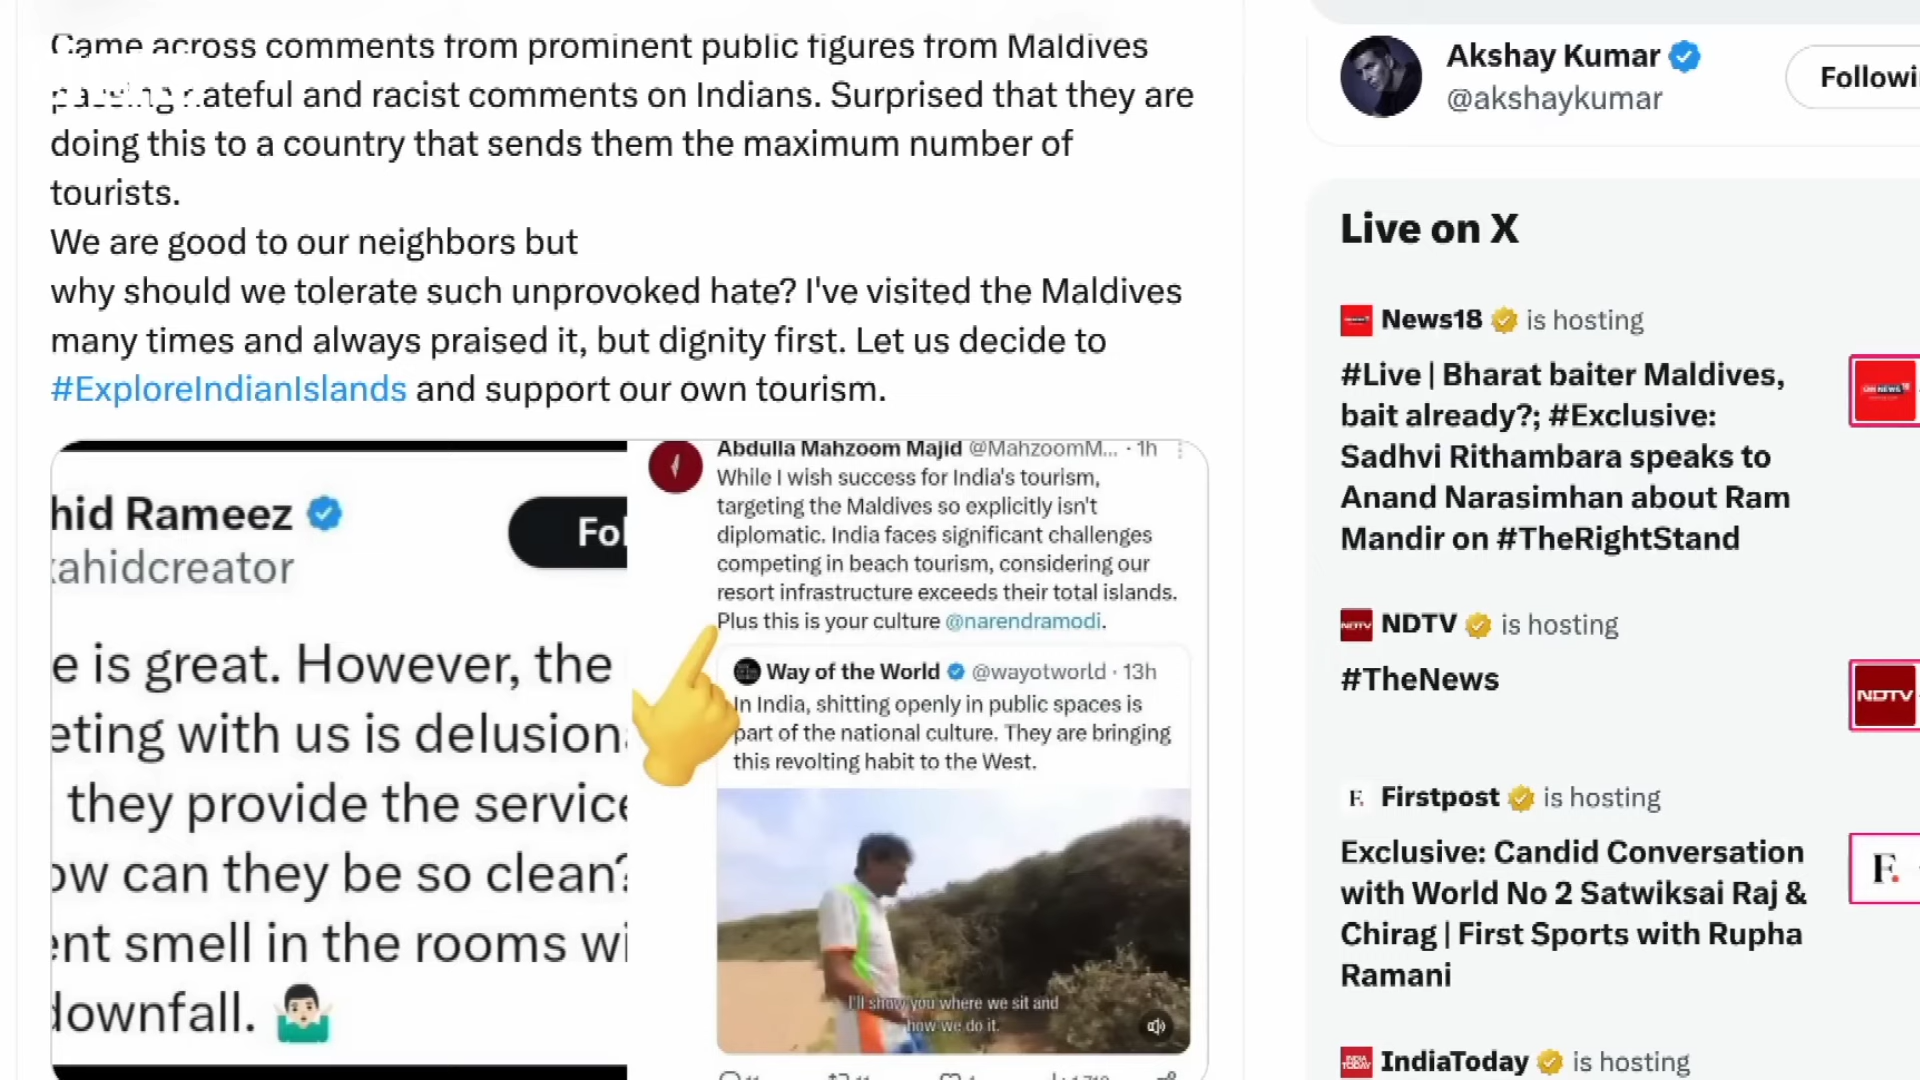 Came across comments from prominent public figures from Maldives
passing hateful and racist comments on Indians. Surprised that they are
doing this to a country that sends them the maximum number of
tourists.
We are good to our neighbors but
why should we tolerate such unprovoked hate? I've visited the Maldives
many times and always praised it, but dignity first. Let us decide to
#ExploreIndianIslands and support our own tourism.
hid Rameez
ahidcreator
Fol
e is great. However, the
eting with us is delusion
they provide the service
ow can they be so clean?
ent smell in the rooms wi
downfall.
Abdulla Mahzoom Majid @MahzoomM... · 1h
While I wish success for India's tourism,
targeting the Maldives so explicitly isn't
diplomatic. India faces significant challenges
competing in beach tourism, considering our
resort infrastructure exceeds their total islands.
Plus this is your culture @narendramodi.
Way of the World @wayotworld · 13h
In India, shitting openly in public spaces is
part of the national culture. They are bringing
this revolting habit to the West.
I'll show you where we sit and
how we do it.
Akshay Kumar
@akshaykumar
Followi
Live on X
News18 is hosting
#Live | Bharat baiter Maldives,
bait already?; #Exclusive:
Sadhvi Rithambara speaks to
Anand Narasimhan about Ram
Mandir on #TheRightStand
NDTV is hosting
#TheNews
NDTV
NDTV
Firstpost is hosting
Exclusive: Candid Conversation
with World No 2 Satwiksai Raj &
Chirag | First Sports with Rupha
Ramani
F.
F.
IndiaToday is hosting
INDIA
TODAY